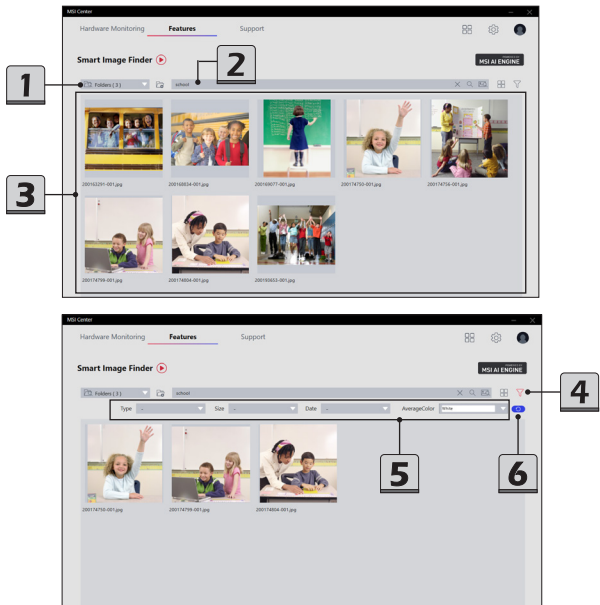 MSI Center
Hardware Monitoring Features Support
Smart Image Finder
MSI AI ENGINE
2
1
Folders ( 3 ) school
200163291-001.jpg 200168034-001.jpg 200169077-001.jpg 200174750-001.jpg 200174756-001.jpg
3
200174799-001.jpg 200174804-001.jpg 200193653-001.jpg
MSI Center
Hardware Monitoring Features Support
Smart Image Finder
MSI AI ENGINE
Folders ( 3 ) school
4
Type - Size - Date - AverageColor White
5 6
200174750-001.jpg 200174799-001.jpg 200174804-001.jpg